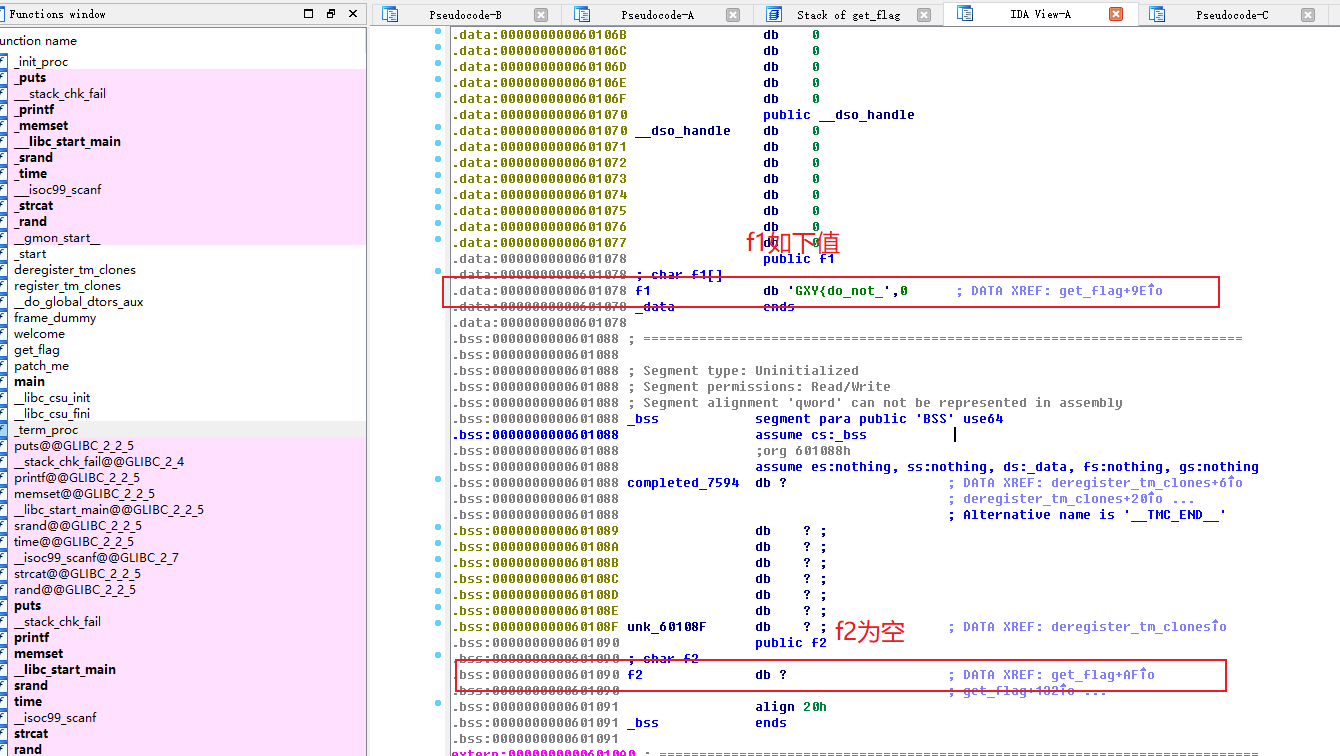 Functions window
Pseudocode-B
Pseudocode-A
Stack of get_flag
IDA View-A
Pseudocode-C
unction name
_init_proc
_puts
__stack_chk_fail
_printf
_memset
__libc_start_main
_srand
_time
__isoc99_scanf
_strcat
_rand
__gmon_start__
_start
deregister_tm_clones
register_tm_clones
__do_global_dtors_aux
frame_dummy
welcome
get_flag
patch_me
main
__libc_csu_init
__libc_csu_fini
_term_proc
puts@@GLIBC_2_2_5
__stack_chk_fail@@GLIBC_2_4
printf@@GLIBC_2_2_5
memset@@GLIBC_2_2_5
__libc_start_main@@GLIBC_2_2_5
srand@@GLIBC_2_2_5
time@@GLIBC_2_2_5
__isoc99_scanf@@GLIBC_2_7
strcat@@GLIBC_2_2_5
rand@@GLIBC_2_2_5
puts
__stack_chk_fail
printf
memset
__libc_start_main
srand
time
__isoc99_scanf
strcat
rand
.data:000000000060106B db 0
.data:000000000060106C db 0
.data:000000000060106D db 0
.data:000000000060106E db 0
.data:000000000060106F db 0
.data:0000000000601070 public __dso_handle
.data:0000000000601070 __dso_handle db 0
.data:0000000000601071 db 0
.data:0000000000601072 db 0
.data:0000000000601073 db 0
.data:0000000000601074 db 0
.data:0000000000601075 db 0
.data:0000000000601076 db 0
.data:0000000000601077 db 0
f1如下值
.data:0000000000601078 public f1
.data:0000000000601078 ; char f1[]
.data:0000000000601078 f1 db 'GXY{do_not_',0 ; DATA XREF: get_flag+9E↑o
.data:0000000000601078 _data ends
.data:0000000000601078
.bss:0000000000601088 ; ===========================================================================
.bss:0000000000601088
.bss:0000000000601088 ; Segment type: Uninitialized
.bss:0000000000601088 ; Segment permissions: Read/Write
.bss:0000000000601088 ; Segment alignment 'qword' can not be represented in assembly
.bss:0000000000601088 _bss segment para public 'BSS' use64
.bss:0000000000601088 assume cs:_bss
.bss:0000000000601088 ;org 601088h
.bss:0000000000601088 assume es:nothing, ss:nothing, ds:_data, fs:nothing, gs:nothing
.bss:0000000000601088 completed_7594 db ? ; DATA XREF: deregister_tm_clones+6↑o
.bss:0000000000601088 ; deregister_tm_clones+20↑o ...
.bss:0000000000601088 ; Alternative name is '__TMC_END__'
.bss:0000000000601089 db ? ;
.bss:000000000060108A db ? ;
.bss:000000000060108B db ? ;
.bss:000000000060108C db ? ;
.bss:000000000060108D db ? ;
.bss:000000000060108E db ? ;
.bss:000000000060108F unk_60108F db ? ; ; DATA XREF: deregister_tm_clones↑o
f2为空
.bss:0000000000601090 public f2
.bss:0000000000601090 ; char f2
.bss:0000000000601090 f2 db ? ; DATA XREF: get_flag+AF↑o
.bss:0000000000601090 ; get_flag+132↑o ...
.bss:0000000000601091 align 20h
.bss:0000000000601091 _bss ends
.bss:0000000000601091